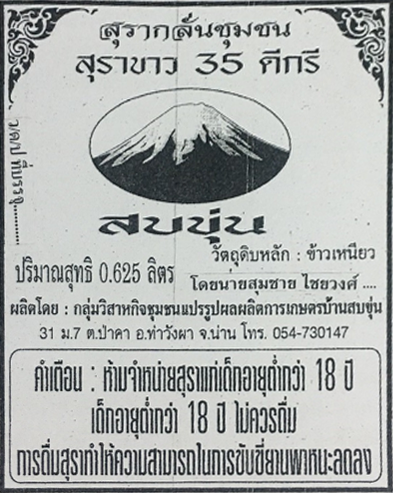 สุรากลั่นชุมชน
สุราขาว 35 ดีกรี
ว/ด/ป ที่บรรจุ............
สบขุ่น
วัตถุดิบหลัก : ข้าวเหนียว
ปริมาณสุทธิ 0.625 ลิตร
โดยนายสุมชาย ไชยวงศ์ ....
ผลิตโดย : กลุ่มวิสาหกิจชุมชนแปรรูปผลผลิตการเกษตรบ้านสบขุ่น
31 ม.7 ต.ป่าคา อ.ท่าวังผา จ.น่าน โทร. 054-730147
คำเตือน : ห้ามจำหน่ายสุราแก่เด็กอายุต่ำกว่า 18 ปี
เด็กอายุต่ำกว่า 18 ปี ไม่ควรดื่ม
การดื่มสุราทำให้ความสามารถในการขับขี่ยานพาหนะลดลง